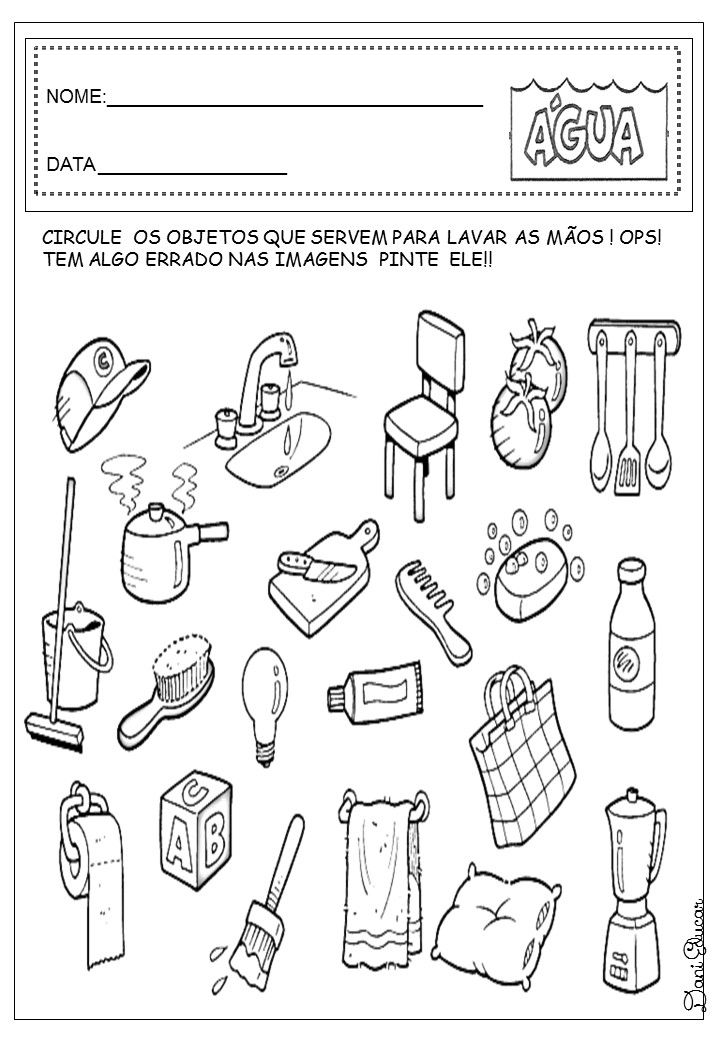 NOME:
ÁGUA
DATA
CIRCULE OS OBJETOS QUE SERVEM PARA LAVAR AS MÃOS ! OPS!
TEM ALGO ERRADO NAS IMAGENS PINTE ELE!!
C
C
A B
Dani Educar